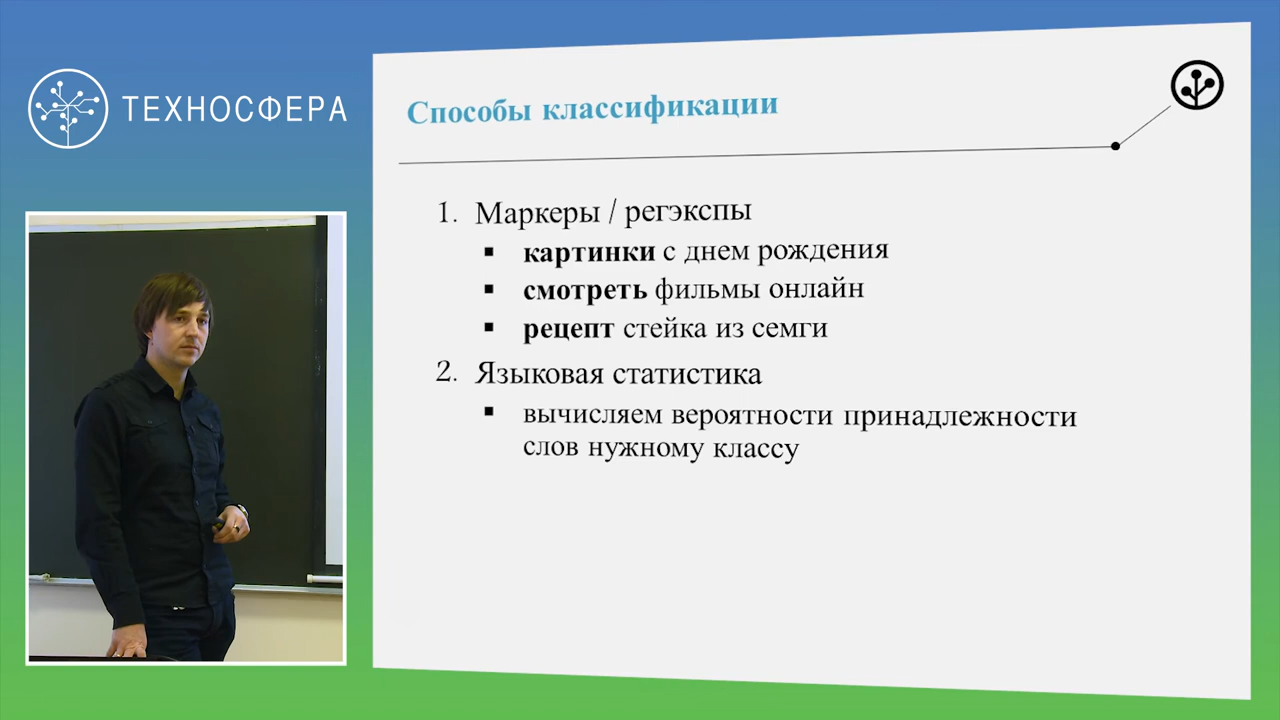 ТЕХНОСФЕРА
Способы классификации
1. Маркеры / регэкспы
▪ картинки с днем рождения
▪ смотреть фильмы онлайн
▪ рецепт стейка из семги
2. Языковая статистика
▪ вычисляем вероятности принадлежности
слов нужному классу